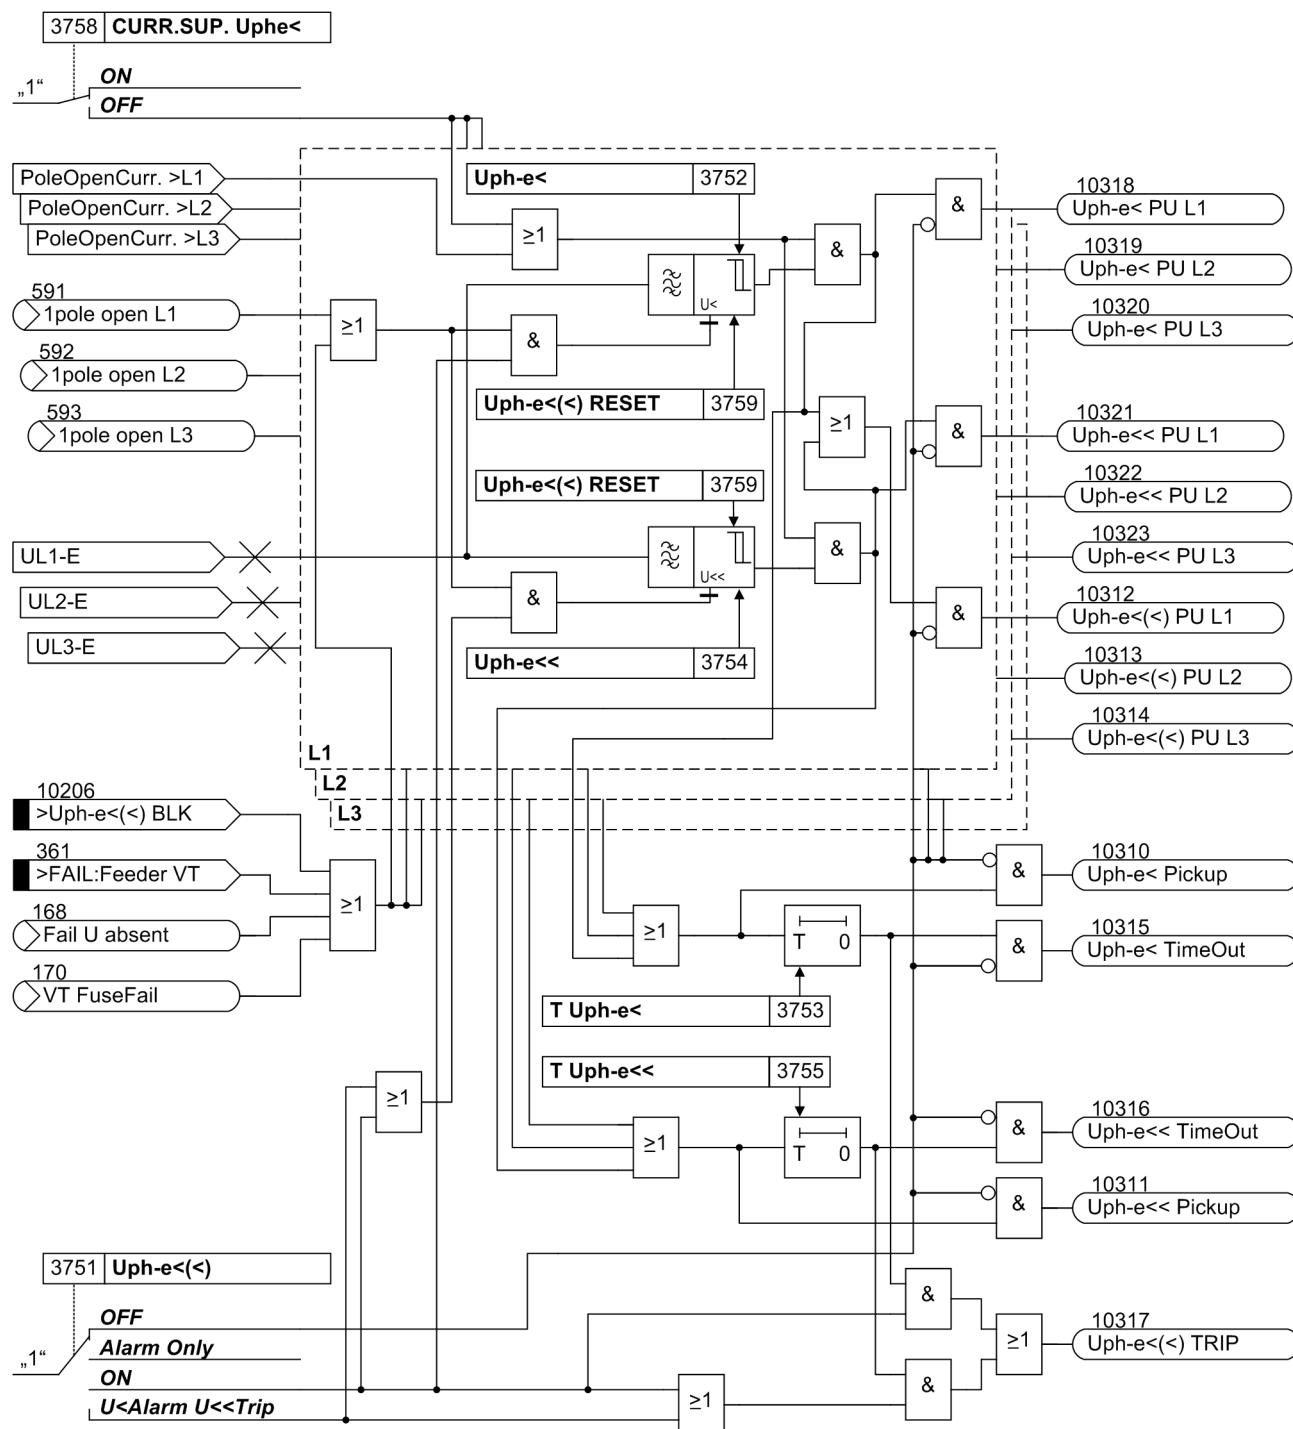 3758 CURR.SUP. Uphe<
„1“
ON
OFF
PoleOpenCurr. >L1
PoleOpenCurr. >L2
PoleOpenCurr. >L3
591
1pole open L1
592
1pole open L2
593
1pole open L3
UL1-E
UL2-E
UL3-E
10206
>Uph-e<(<) BLK
361
>FAIL:Feeder VT
168
Fail U absent
170
VT FuseFail
≥1
≥1
&
&
≥1
≥1
Uph-e< 3752
U<
Uph-e<(<) RESET 3759
Uph-e<(<) RESET 3759
U<<
Uph-e<< 3754
&
≥1
&
&
&
&
L1
L2
L3
≥1
T 0
T Uph-e< 3753
T Uph-e<< 3755
≥1
T 0
&
&
&
&
10318
Uph-e< PU L1
10319
Uph-e< PU L2
10320
Uph-e< PU L3
10321
Uph-e<< PU L1
10322
Uph-e<< PU L2
10323
Uph-e<< PU L3
10312
Uph-e<(<) PU L1
10313
Uph-e<(<) PU L2
10314
Uph-e<(<) PU L3
10310
Uph-e< Pickup
10315
Uph-e< TimeOut
10316
Uph-e<< TimeOut
10311
Uph-e<< Pickup
3751 Uph-e<(<)
„1“
OFF
Alarm Only
ON
U<Alarm U<<Trip
≥1
&
&
≥1
10317
Uph-e<(<) TRIP